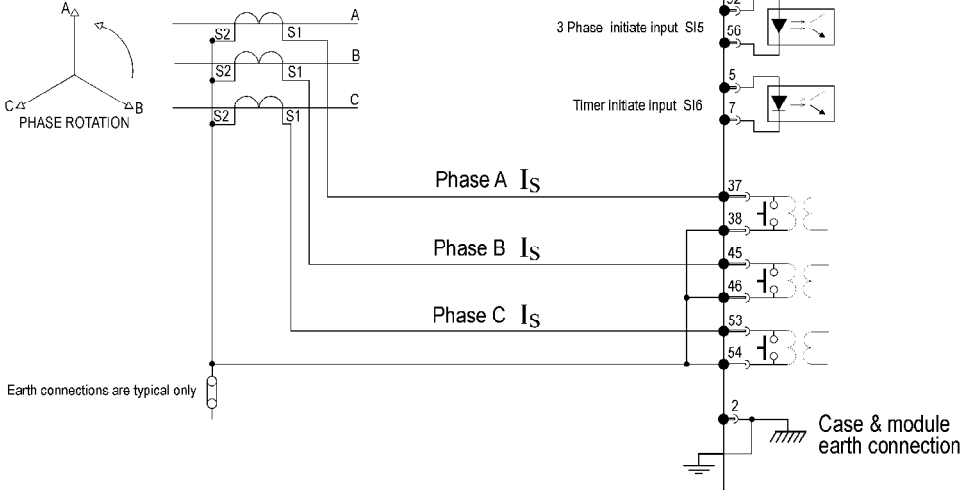 A
C
B
PHASE ROTATION
A
S2
S1
B
S2
S1
C
S2
S1
52
3 Phase initiate input SI5
56
5
Timer initiate Input SI6
7
Phase A IS
37
38
Phase B IS
45
46
Phase C IS
53
54
Earth connections are typical only
2
Case & module
earth connection